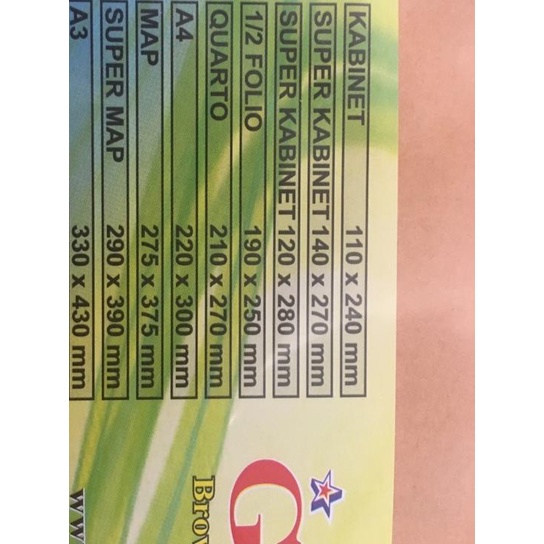 KABINET 110 x 240 mm
SUPER KABINET 140 x 270 mm
SUPER KABINET 120 x 280 mm
1/2 FOLIO 190 x 250 mm
QUARTO 210 x 270 mm
A4 220 x 300 mm
MAP 275 x 375 mm
SUPER MAP 290 x 390 mm
A3 330 x 430 mm
G
Brov
ww